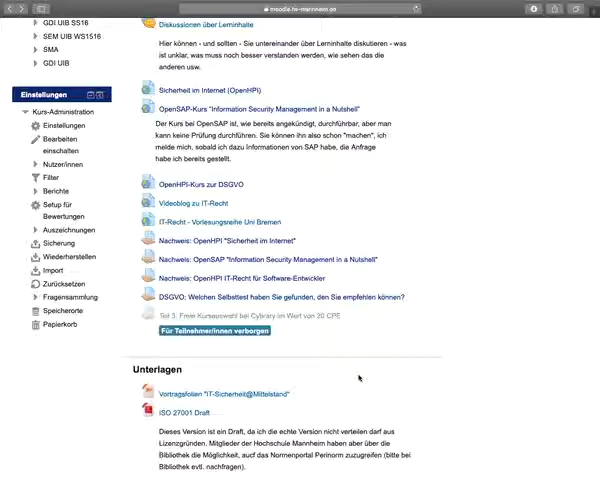 moodle.hs-mannheim.de
GDI UIB SS16
SEM UIB WS1516
SMA
GDI UIB
Einstellungen
Kurs-Administration
Einstellungen
Bearbeiten
einschalten
Nutzer/innen
Filter
Berichte
Setup für
Bewertungen
Auszeichnungen
Sicherung
Wiederherstellen
Import
Zurücksetzen
Fragensammlung
Speicherorte
Papierkorb
Diskussionen über Lerninhalte
Hier können - und sollten - Sie untereinander über Lerninhalte diskutieren - was
ist unklar, was muss noch besser verstanden werden, wie sehen das die
anderen usw.
Sicherheit im Internet (OpenHPI)
OpenSAP-Kurs "Information Security Management in a Nutshell"
Der Kurs bei OpenSAP ist, wie bereits angekündigt, durchführbar, aber man
kann keine Prüfung durchführen. Sie können ihn also schon "machen", ich
melde mich, sobald ich dazu Informationen von SAP habe, die Anfrage
habe ich bereits gestellt.
OpenHPI-Kurs zur DSGVO
Videoblog zu IT-Recht
IT-Recht - Vorlesungsreihe Uni Bremen
Nachweis: OpenHPI "Sicherheit im Internet"
Nachweis: OpenSAP "Information Security Management in a Nutshell"
Nachweis: OpenHPI IT-Recht für Software-Entwickler
DSGVO: Welchen Selbsttest haben Sie gefunden, den Sie empfehlen können?
Teil 3: Freie Kursauswahl bei Cybrary im Wert von 20 CPE
Für Teilnehmer/innen verborgen
Unterlagen
Vortragsfolien "IT-Sicherheit@Mittelstand"
ISO 27001 Draft
Dieses Version ist ein Draft, da ich die echte Version nicht verteilen darf aus
Lizenzgründen. Mitglieder der Hochschule Mannheim haben aber über die
Bibliothek die Möglichkeit, auf das Normenportal Perinorm zuzugreifen (bitte bei
Bibliothek evtl. nachfragen).